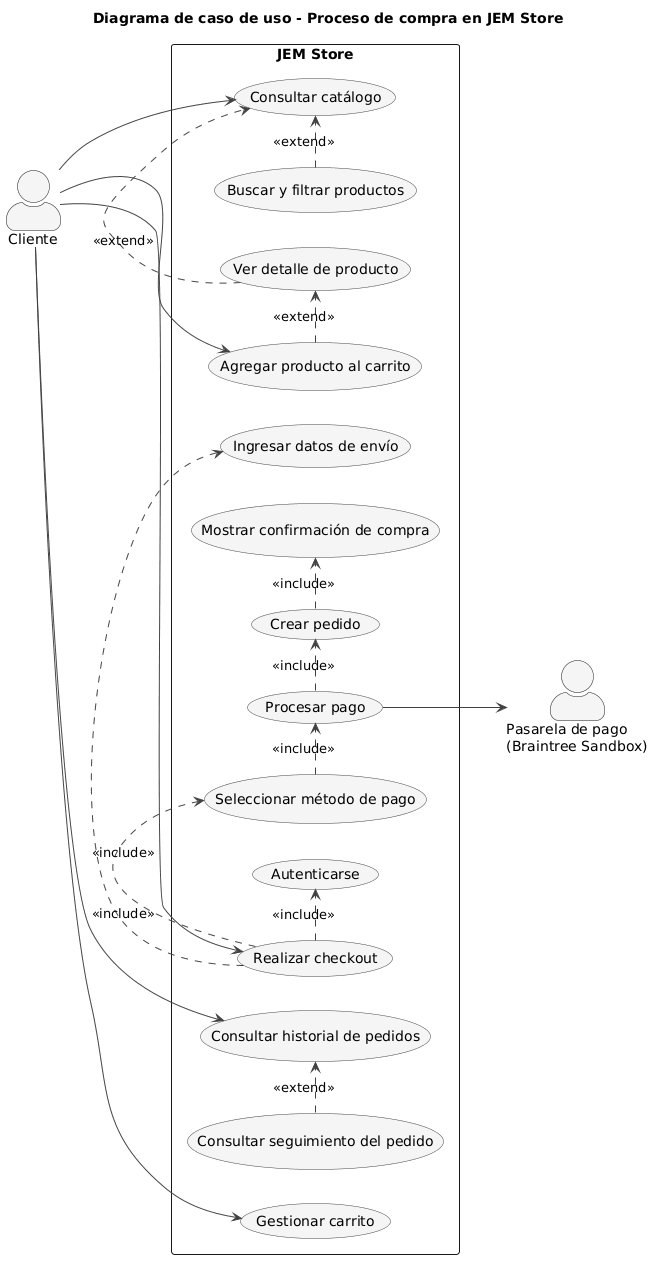 Diagrama de caso de uso - Proceso de compra en JEM Store
JEM Store
Consultar catálogo
«extend»
Buscar y filtrar productos
Cliente
«extend»
Ver detalle de producto
«extend»
Agregar producto al carrito
Ingresar datos de envío
Mostrar confirmación de compra
«include»
Crear pedido
«include»
Procesar pago
Pasarela de pago
(Braintree Sandbox)
«include»
Seleccionar método de pago
«include»
Autenticarse
«include»
«include»
Realizar checkout
Consultar historial de pedidos
«extend»
Consultar seguimiento del pedido
Gestionar carrito